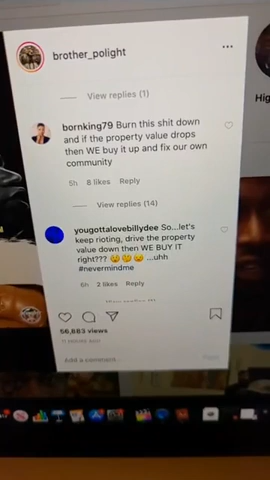 brother_polight
View replies (1)
Hig
bornking79 Burn this shit down
and if the property value drops
then WE buy it up and fix our own
community
5h 8 likes Reply
View replies (14)
yougottalovebillydee So...let's
keep rioting, drive the property
value down then WE BUY IT
right??? 😢🤔😢 ...uhh
#nevermindme
6h 2 likes Reply
56,883 views
Add a comment...
Post